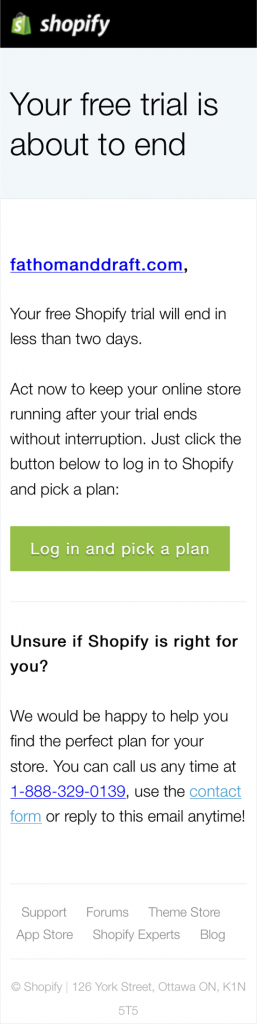 shopify
Your free trial is
about to end
fathomanddraft.com,
Your free Shopify trial will end in
less than two days.
Act now to keep your online store
running after your trial ends
without interruption. Just click the
button below to log in to Shopify
and pick a plan:
Log in and pick a plan
Unsure if Shopify is right for
you?
We would be happy to help you
find the perfect plan for your
store. You can call us any time at
1-888-329-0139, use the contact
form or reply to this email anytime!
Support Forums Theme Store
App Store Shopify Experts Blog
© Shopify | 126 York Street, Ottawa ON, K1N
5T5